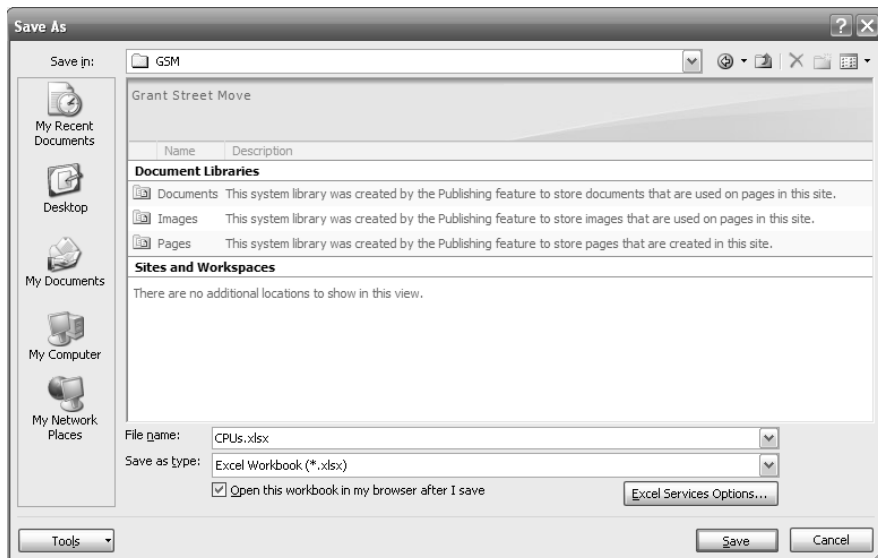 Save As
Save in:
GSM
My Recent
Documents
Desktop
My Documents
My Computer
My Network
Places
Grant Street Move
Name Description
Document Libraries
Documents This system library was created by the Publishing feature to store documents that are used on pages in this site.
Images This system library was created by the Publishing feature to store images that are used on pages in this site.
Pages This system library was created by the Publishing feature to store pages that are created in this site.
Sites and Workspaces
There are no additional locations to show in this view.
File name: CPUs.xlsx
Save as type: Excel Workbook (*.xlsx)
Open this workbook in my browser after I save
Excel Services Options...
Tools
Save
Cancel